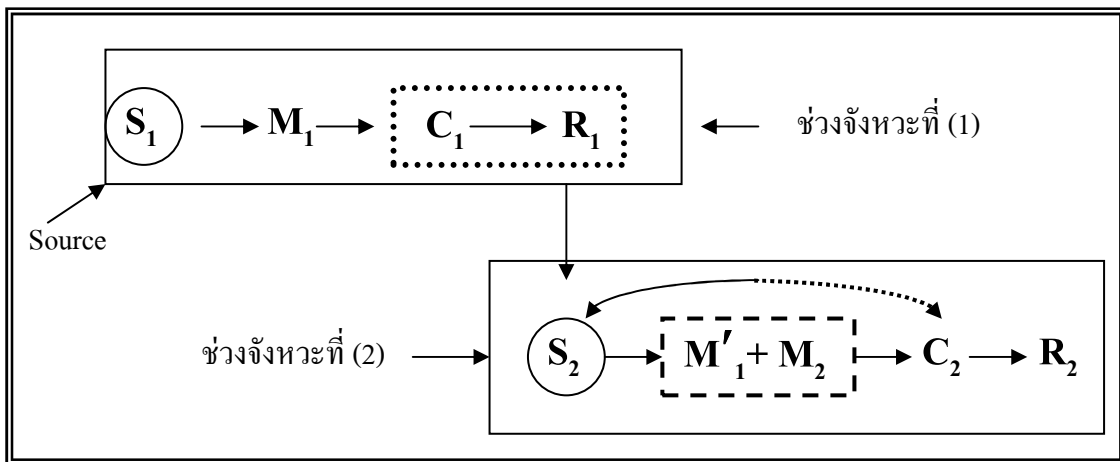 S₁ M₁ C₁ R₁ ช่วงจังหวะที่ (1)
Source
ช่วงจังหวะที่ (2) S₂ M′₁+ M₂ C₂ R₂